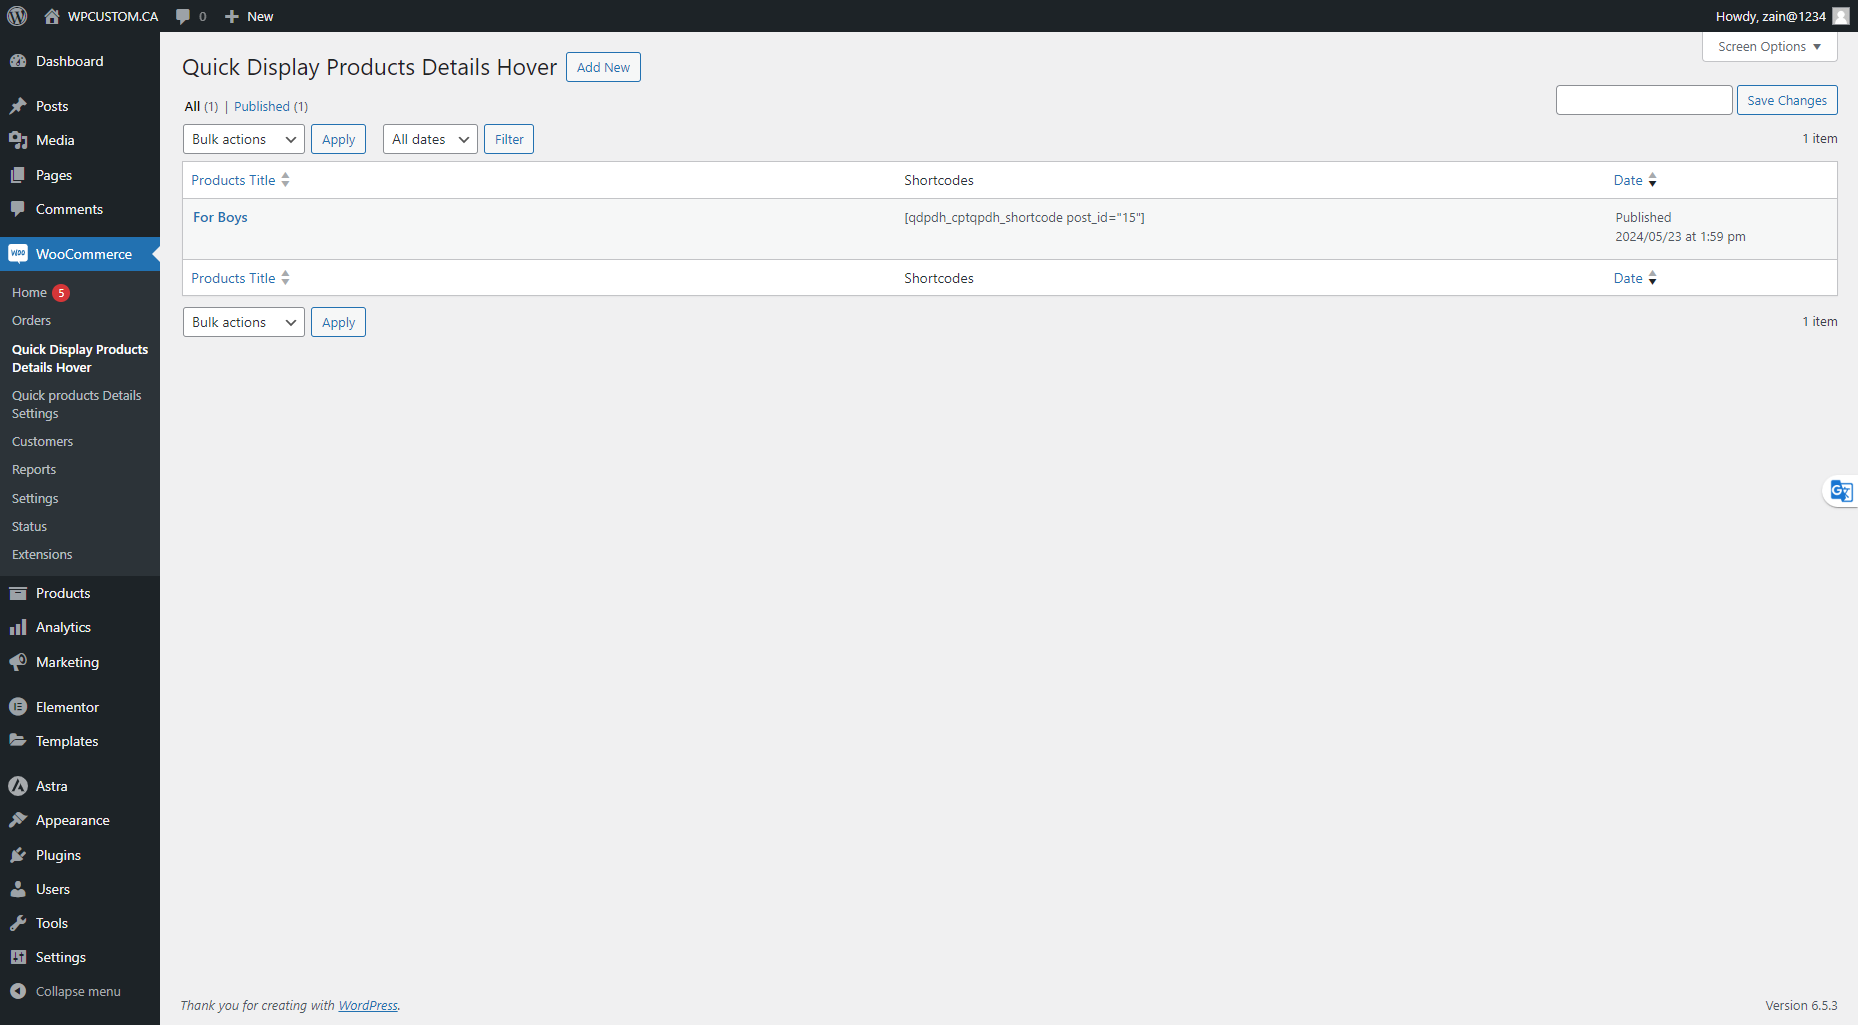 WPCUSTOM.CA 0 New Howdy, zain@1234
Dashboard
Posts
Media
Pages
Comments
WooCommerce
Home 5
Orders
Quick Display Products
Details Hover
Quick products Details
Settings
Customers
Reports
Settings
Status
Extensions
Products
Analytics
Marketing
Elementor
Templates
Astra
Appearance
Plugins
Users
Tools
Settings
Collapse menu
Screen Options
Quick Display Products Details Hover Add New
All (1) | Published (1)
Save Changes
Bulk actions Apply All dates Filter 1 item
Products Title Shortcodes Date
For Boys [qdpdh_cptqpdh_shortcode post_id="15"] Published
2024/05/23 at 1:59 pm
Products Title Shortcodes Date
Bulk actions Apply 1 item
Thank you for creating with WordPress. Version 6.5.3